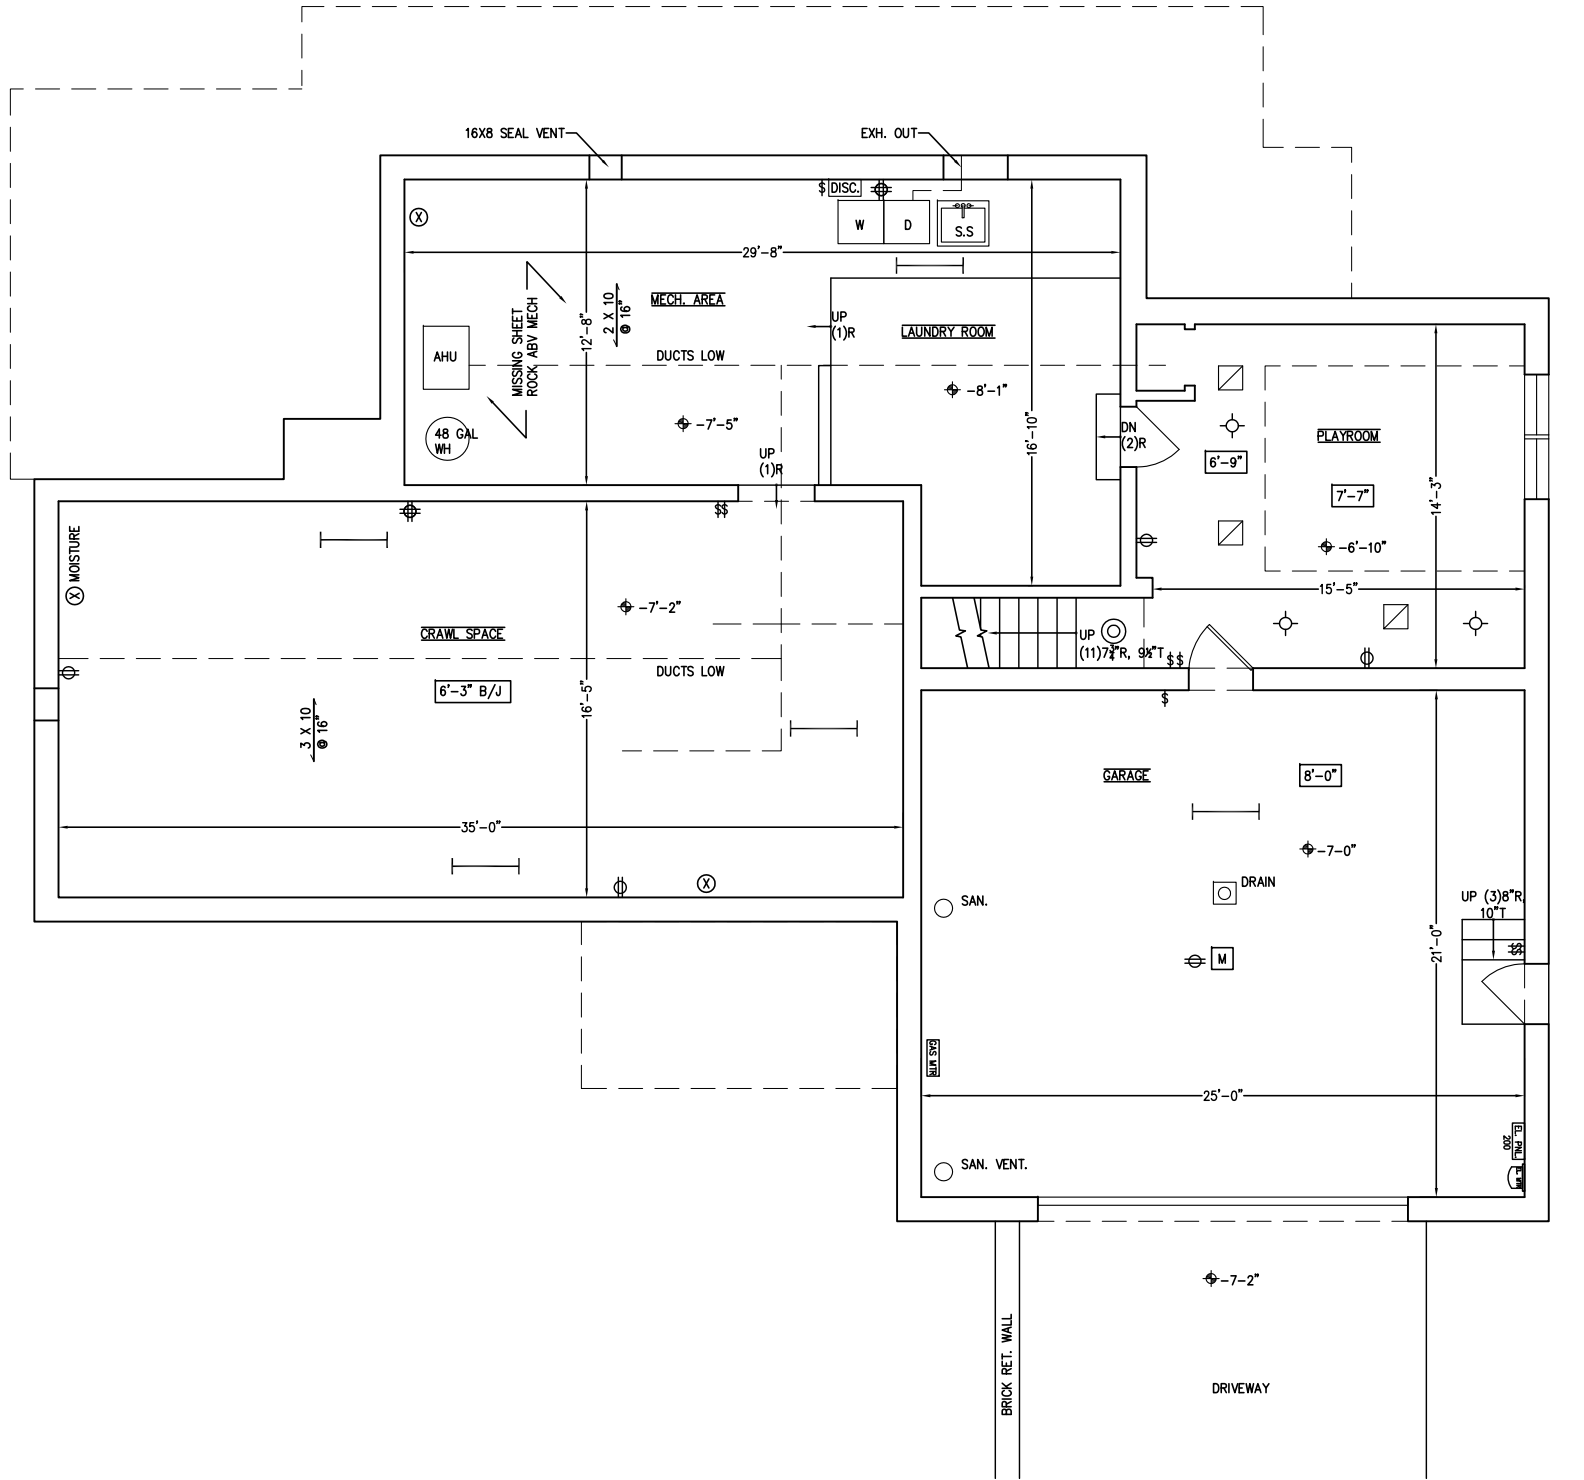 16X8 SEAL VENT
EXH. OUT
$ DISC.
X
W
D
S.S
29'-8"
MISSING SHEET
ROCK ABV MECH
2 X 10
@ 16"
MECH. AREA
UP
(1)R
LAUNDRY ROOM
12'-8"
AHU
DUCTS LOW
-8'-1"
-7'-5"
48 GAL
WH
16'-10"
DN
(2)R
PLAYROOM
6'-9"
7'-7"
14'-3"
UP
(1)R
$$
X MOISTURE
-6'-10"
15'-5"
-7'-2"
CRAWL SPACE
UP
(11)7¾"R, 9½"T
$$
DUCTS LOW
6'-3" B/J
16'-5"
3 X 10
@ 16"
$
GARAGE
8'-0"
35'-0"
-7-0"
X
DRAIN
SAN.
UP (3)8"R,
10"T
$$
21'-0"
M
GAS MTR
25'-0"
EL. PNL.
200
EL. MTR
SAN. VENT.
-7-2"
BRICK RET. WALL
DRIVEWAY